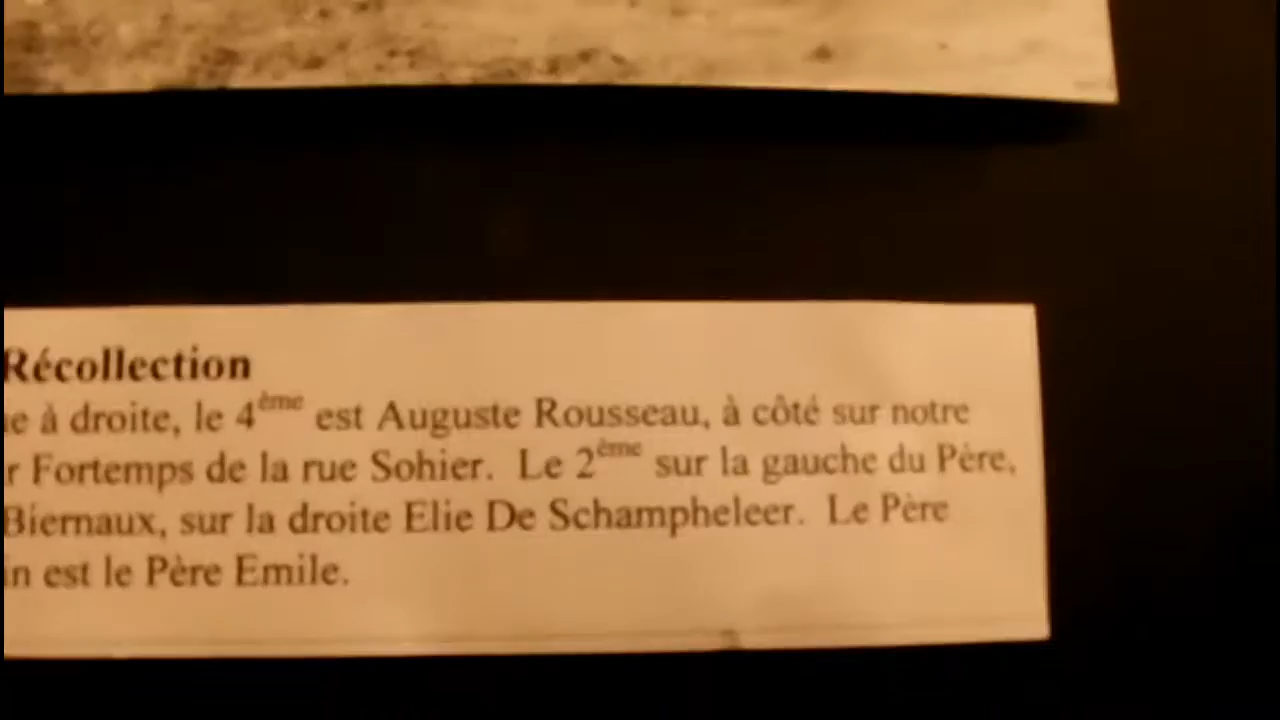 Récollection
à droite, le 4ème est Auguste Rousseau, à côté sur notre
r Fortemps de la rue Sohier. Le 2ème sur la gauche du Père,
Biernaux, sur la droite Elie De Schampheleer. Le Père
in est le Père Emile.